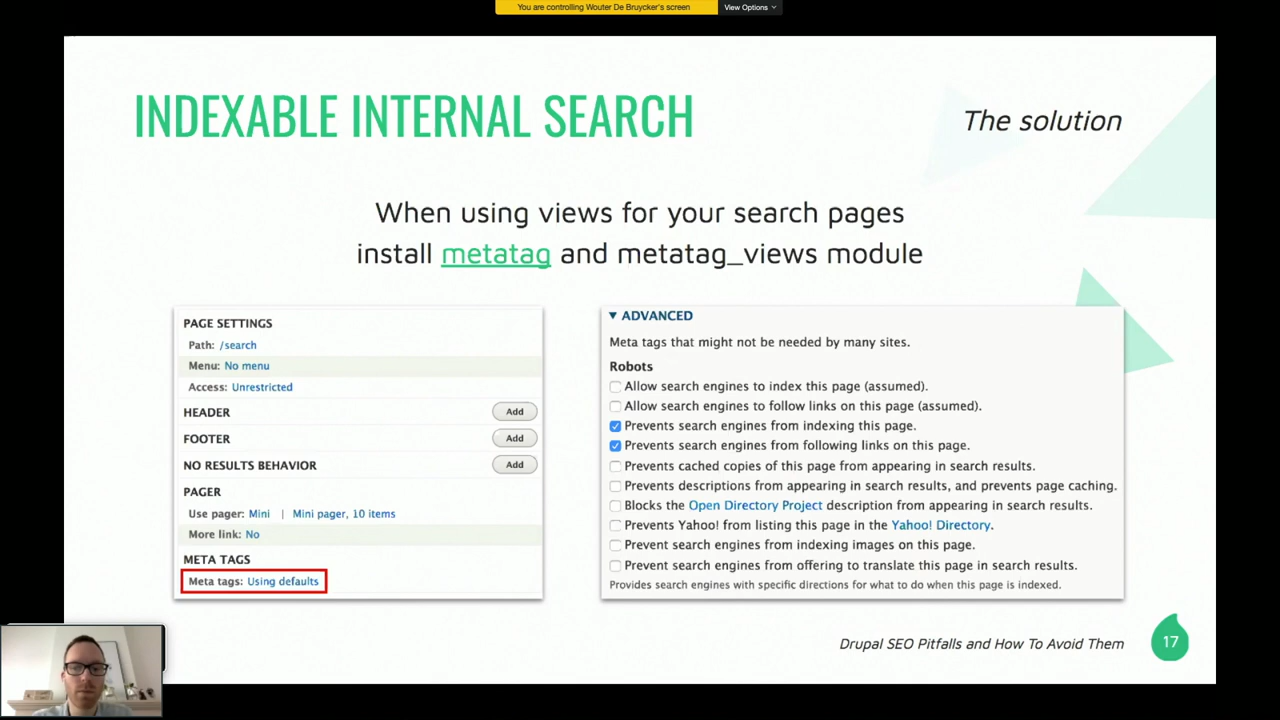 You are controlling Wouter De Bruycker's screen
View Options
INDEXABLE INTERNAL SEARCH
The solution
When using views for your search pages
install metatag and metatag_views module
PAGE SETTINGS
Path: /search
Menu: No menu
Access: Unrestricted
HEADER
Add
FOOTER
Add
NO RESULTS BEHAVIOR
Add
PAGER
Use pager: Mini | Mini pager, 10 items
More link: No
META TAGS
Meta tags: Using defaults
ADVANCED
Meta tags that might not be needed by many sites.
Robots
Allow search engines to index this page (assumed).
Allow search engines to follow links on this page (assumed).
Prevents search engines from indexing this page.
Prevents search engines from following links on this page.
Prevents cached copies of this page from appearing in search results.
Prevents descriptions from appearing in search results, and prevents page caching.
Blocks the Open Directory Project description from appearing in search results.
Prevents Yahoo! from listing this page in the Yahoo! Directory.
Prevent search engines from indexing images on this page.
Prevent search engines from offering to translate this page in search results.
Provides search engines with specific directions for what to do when this page is indexed.
Drupal SEO Pitfalls and How To Avoid Them
17